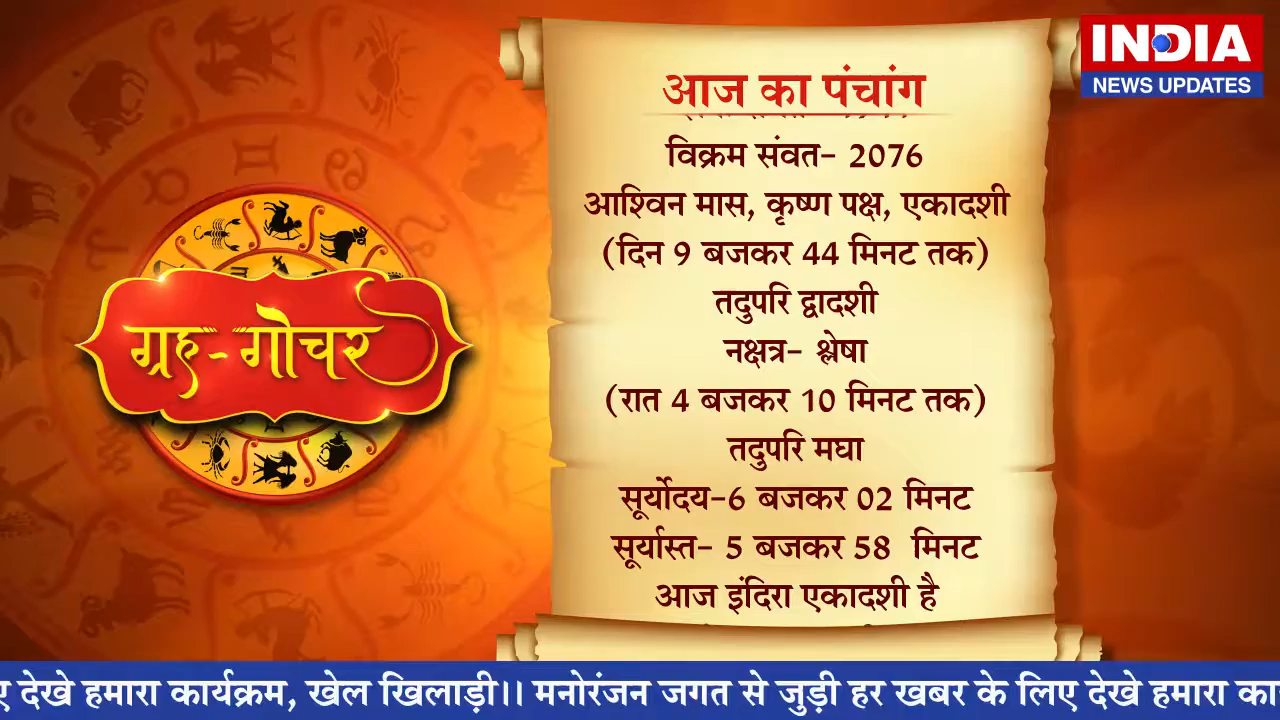 INDIA
NEWS UPDATES
आज का पंचांग
विक्रम संवत- 2076
आश्विन मास, कृष्ण पक्ष, एकादशी
(दिन 9 बजकर 44 मिनट तक)
तदुपरि द्वादशी
नक्षत्र- श्लेषा
(रात 4 बजकर 10 मिनट तक)
तदुपरि मघा
सूर्योदय-6 बजकर 02 मिनट
सूर्यास्त- 5 बजकर 58 मिनट
आज इंदिरा एकादशी है
ग्रह-गोचर
देखे हमारा कार्यक्रम, खेल खिलाड़ी।। मनोरंजन जगत से जुड़ी हर खबर के लिए देखे हमारा